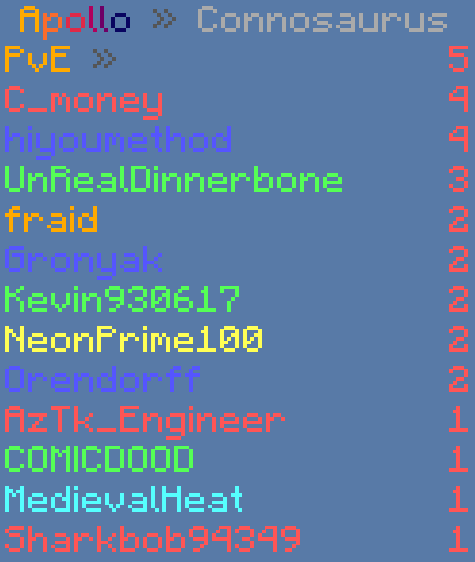 Apollo » Connosaurus
PvE » 5
C_money 4
hiyoumethod 4
UnRealDinnerbone 3
fraid 2
Gronyak 2
Kevin930617 2
NeonPrime100 2
Orendorff 2
AzTk_Engineer 1
COMICDOOD 1
MedievalHeat 1
Sharkbob94349 1